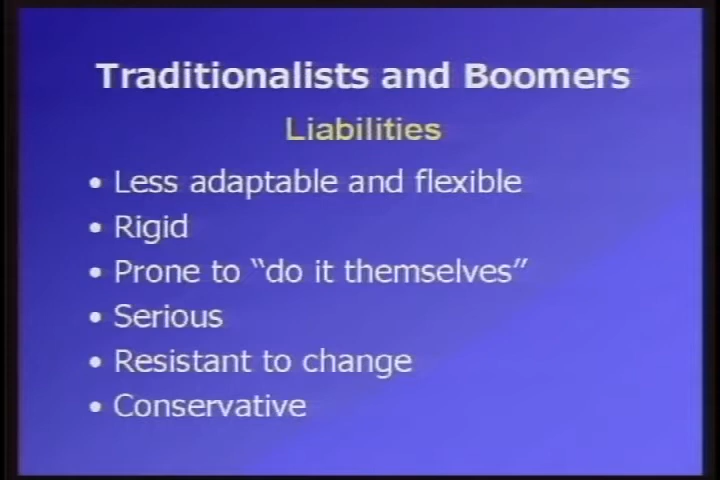 Traditionalists and Boomers
Liabilities
• Less adaptable and flexible
• Rigid
• Prone to “do it themselves”
• Serious
• Resistant to change
• Conservative